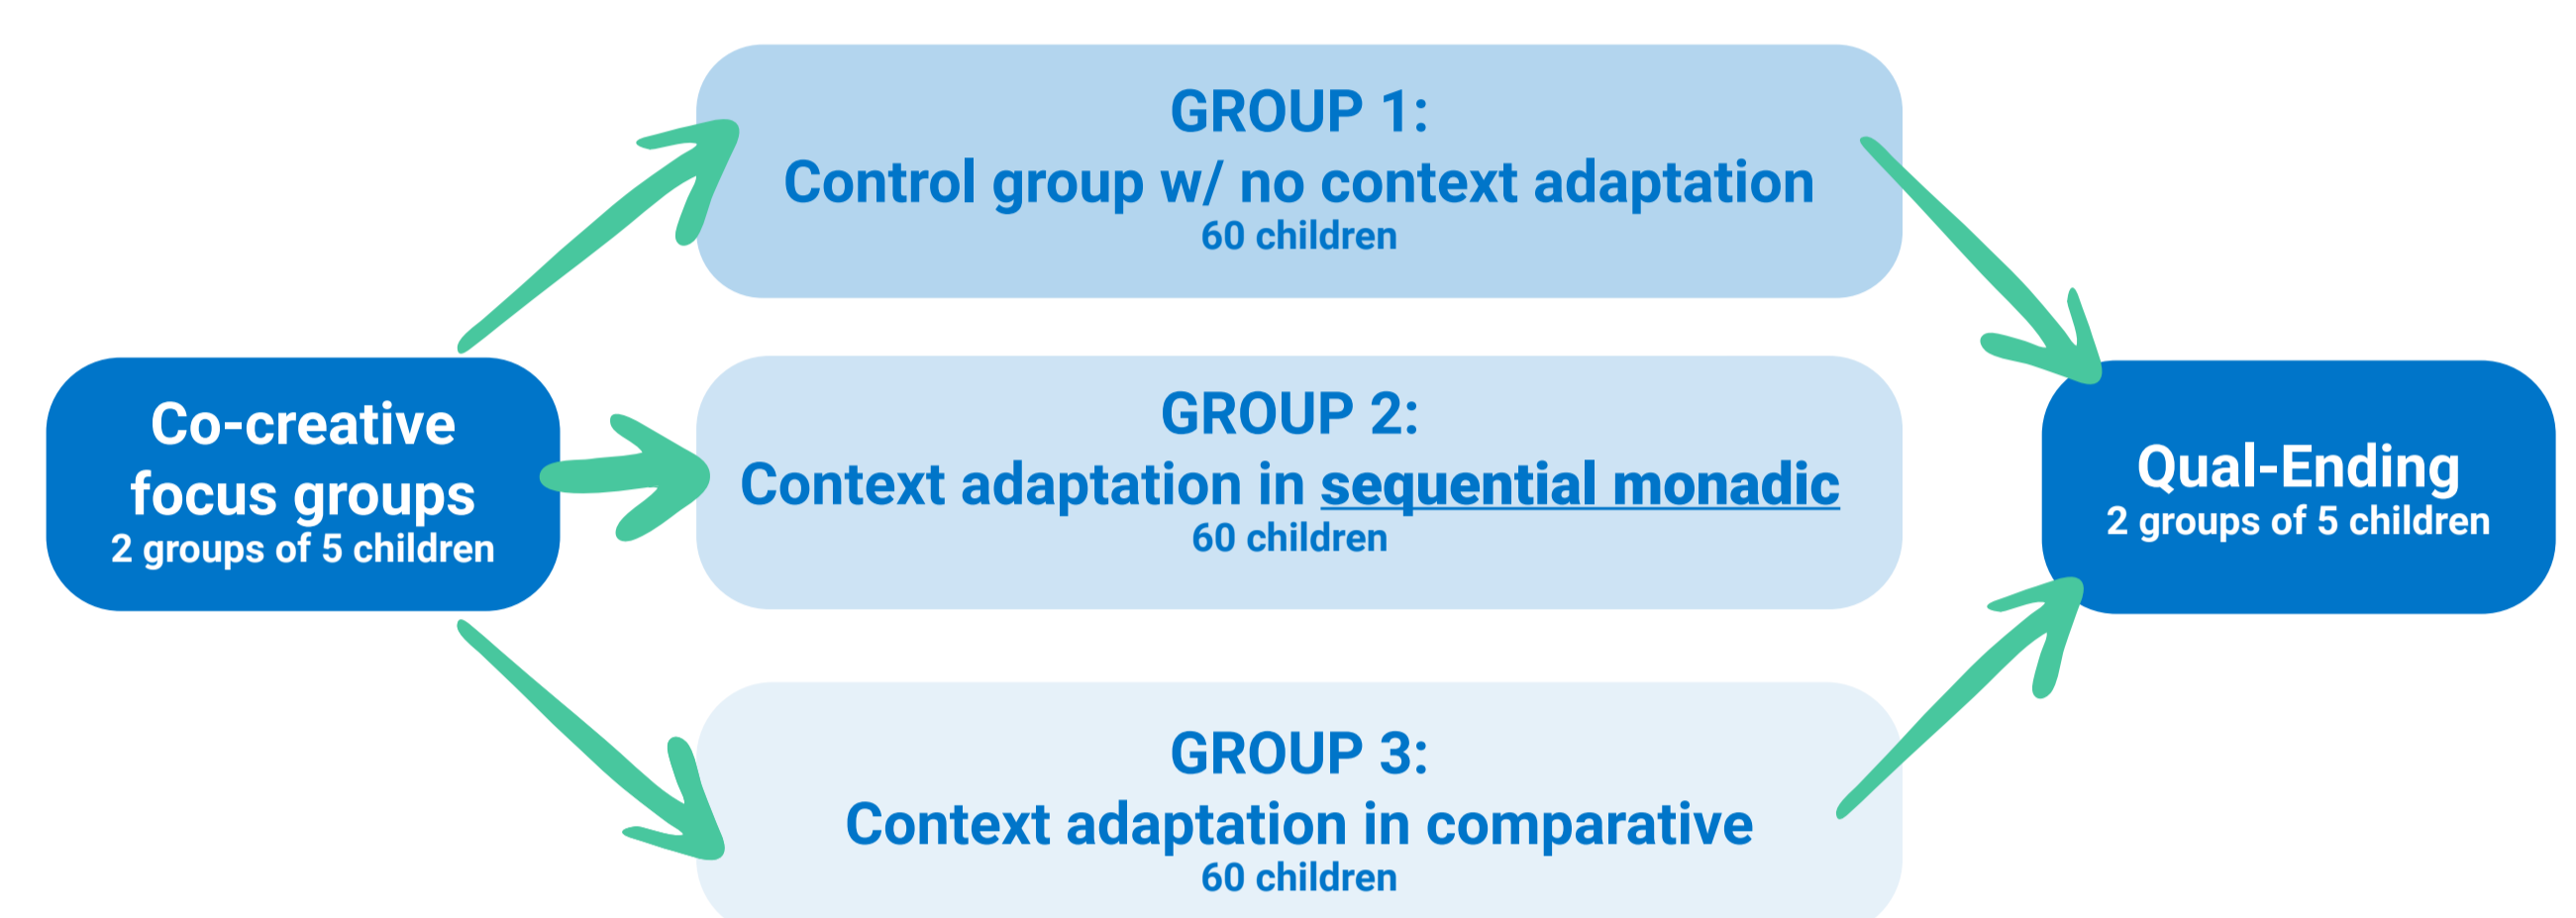 Co-creative
focus groups
2 groups of 5 children
GROUP 1:
Control group w/ no context adaptation
60 children
GROUP 2:
Context adaptation in sequential monadic
60 children
GROUP 3:
Context adaptation in comparative
60 children
Qual-Ending
2 groups of 5 children